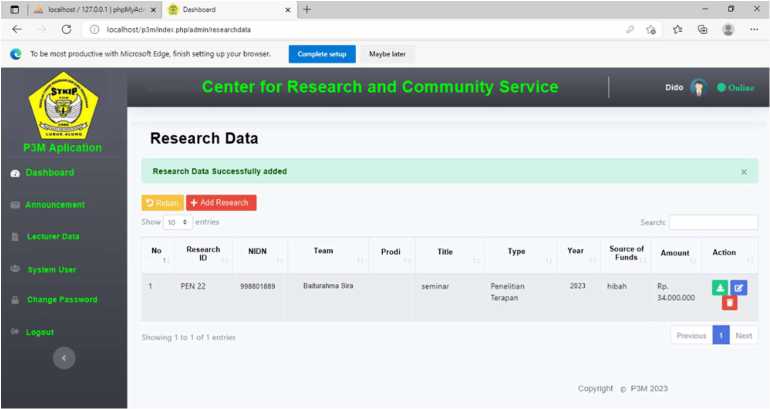 localhost / 127.0.0.1 | phpMyAdm
Dashboard
localhost/p3m/index.php/admin/researchdata
To be most productive with Microsoft Edge, finish setting up your browser.
Complete setup
Maybe later
STKIP
LUBUK ALUNG
P3M Aplication
Center for Research and Community Service
Dido
Online
Dashboard
Announcement
Lecturer Data
System User
Change Password
Logout
Research Data
Research Data Successfully added
Return
Add Research
Show 10 entries
Search:
No Research ID NIDN Team Prodi Title Type Year Source of Funds Amount Action
1 PEN 22 998801889 Baiturahma Sira seminar Penelitian Terapan 2023 hibah Rp. 34.000.000
Showing 1 to 1 of 1 entries
Previous 1 Next
Copyright © P3M 2023